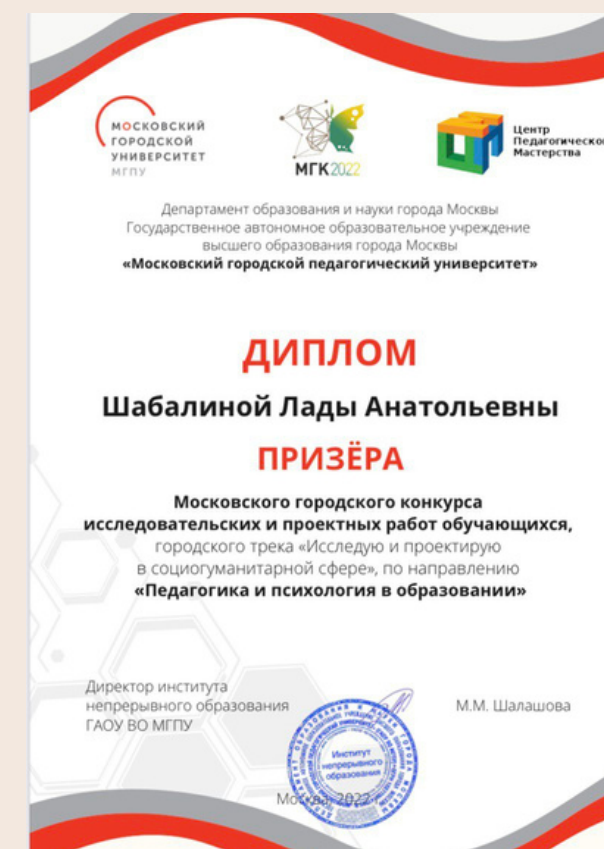 МОСКОВСКИЙ
ГОРОДСКОЙ
УНИВЕРСИТЕТ
МГПУ
МГК2022
Центр
Педагогическог
Мастерства
Департамент образования и науки города Москвы
Государственное автономное образовательное учреждение
высшего образования города Москвы
«Московский городской педагогический университет»
ДИПЛОМ
Шабалиной Лады Анатольевны
ПРИЗЁРА
Московского городского конкурса
исследовательских и проектных работ обучающихся,
городского трека «Исследую и проектирую
в социогуманитарной сфере», по направлению
«Педагогика и психология в образовании»
Директор института
непрерывного образования
ГАОУ ВО МГПУ
М.М. Шалашова
Институт
непрерывного
образования
Москва, 2022